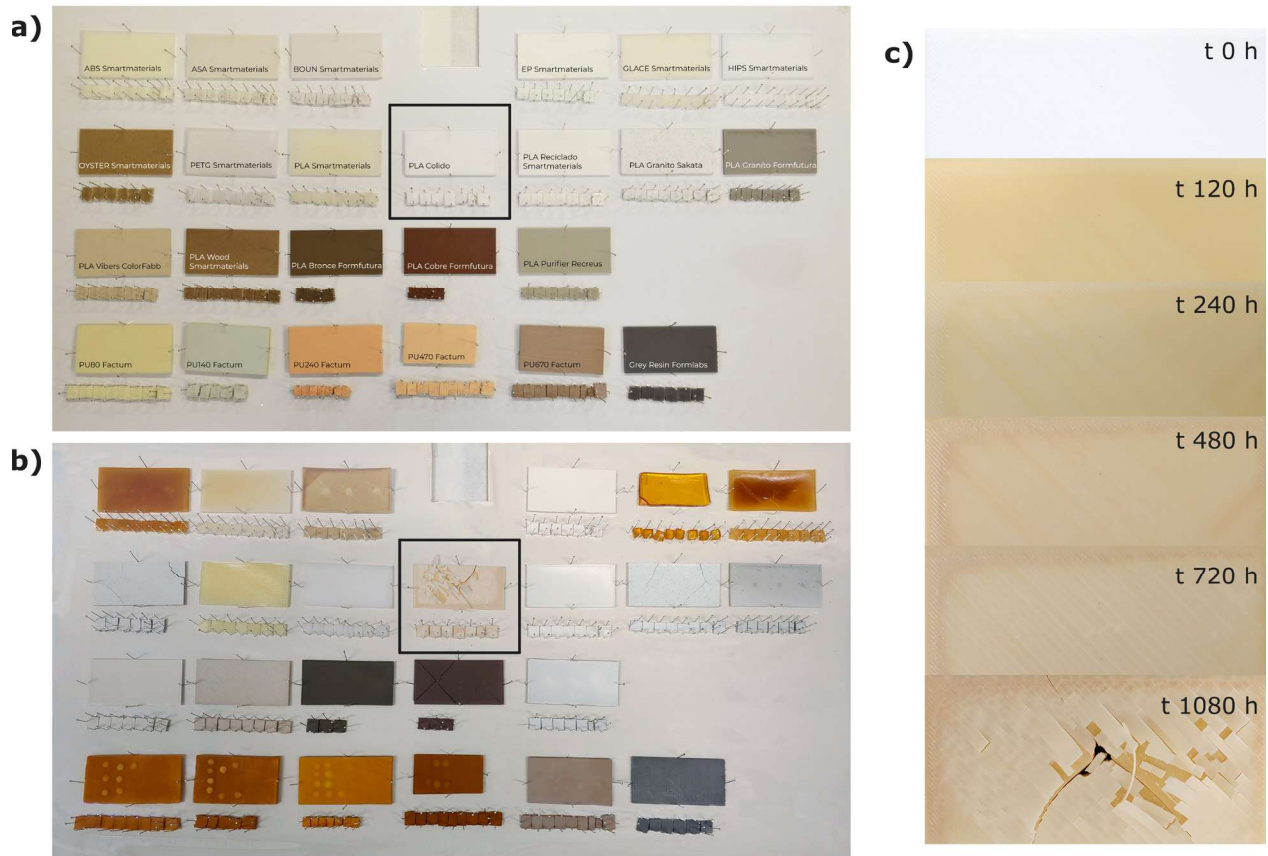 a)
ABS Smartmaterials
ASA Smartmaterials
BOUN Smartmaterials
EP Smartmaterials
GLACE Smartmaterials
HIPS Smartmaterials
OYSTER Smartmaterials
PETG Smartmaterials
PLA Smartmaterials
PLA Colido
PLA Reciclado
Smartmaterials
PLA Granito Sakata
PLA Granito Formfutura
PLA Vibers ColorFabb
PLA Wood
Smartmaterials
PLA Bronce Formfutura
PLA Cobre Formfutura
PLA Purifier Recreus
PU80 Factum
PU140 Factum
PU240 Factum
PU470 Factum
PU670 Factum
Grey Resin Formlabs
b)
c)
t 0 h
t 120 h
t 240 h
t 480 h
t 720 h
t 1080 h